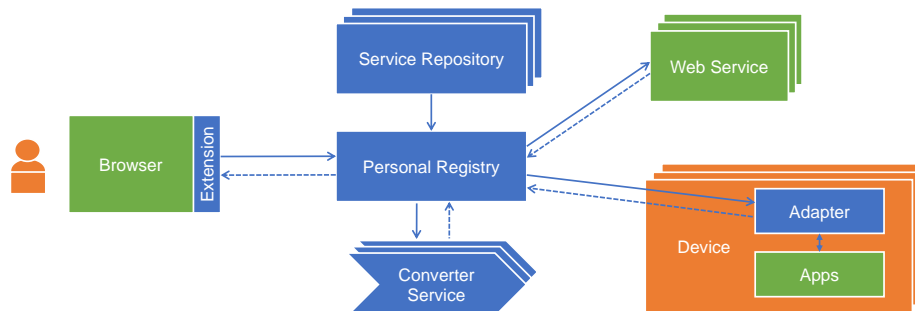 Service Repository
Web Service
Browser
Extension
Personal Registry
Adapter
Device
Apps
Converter
Service